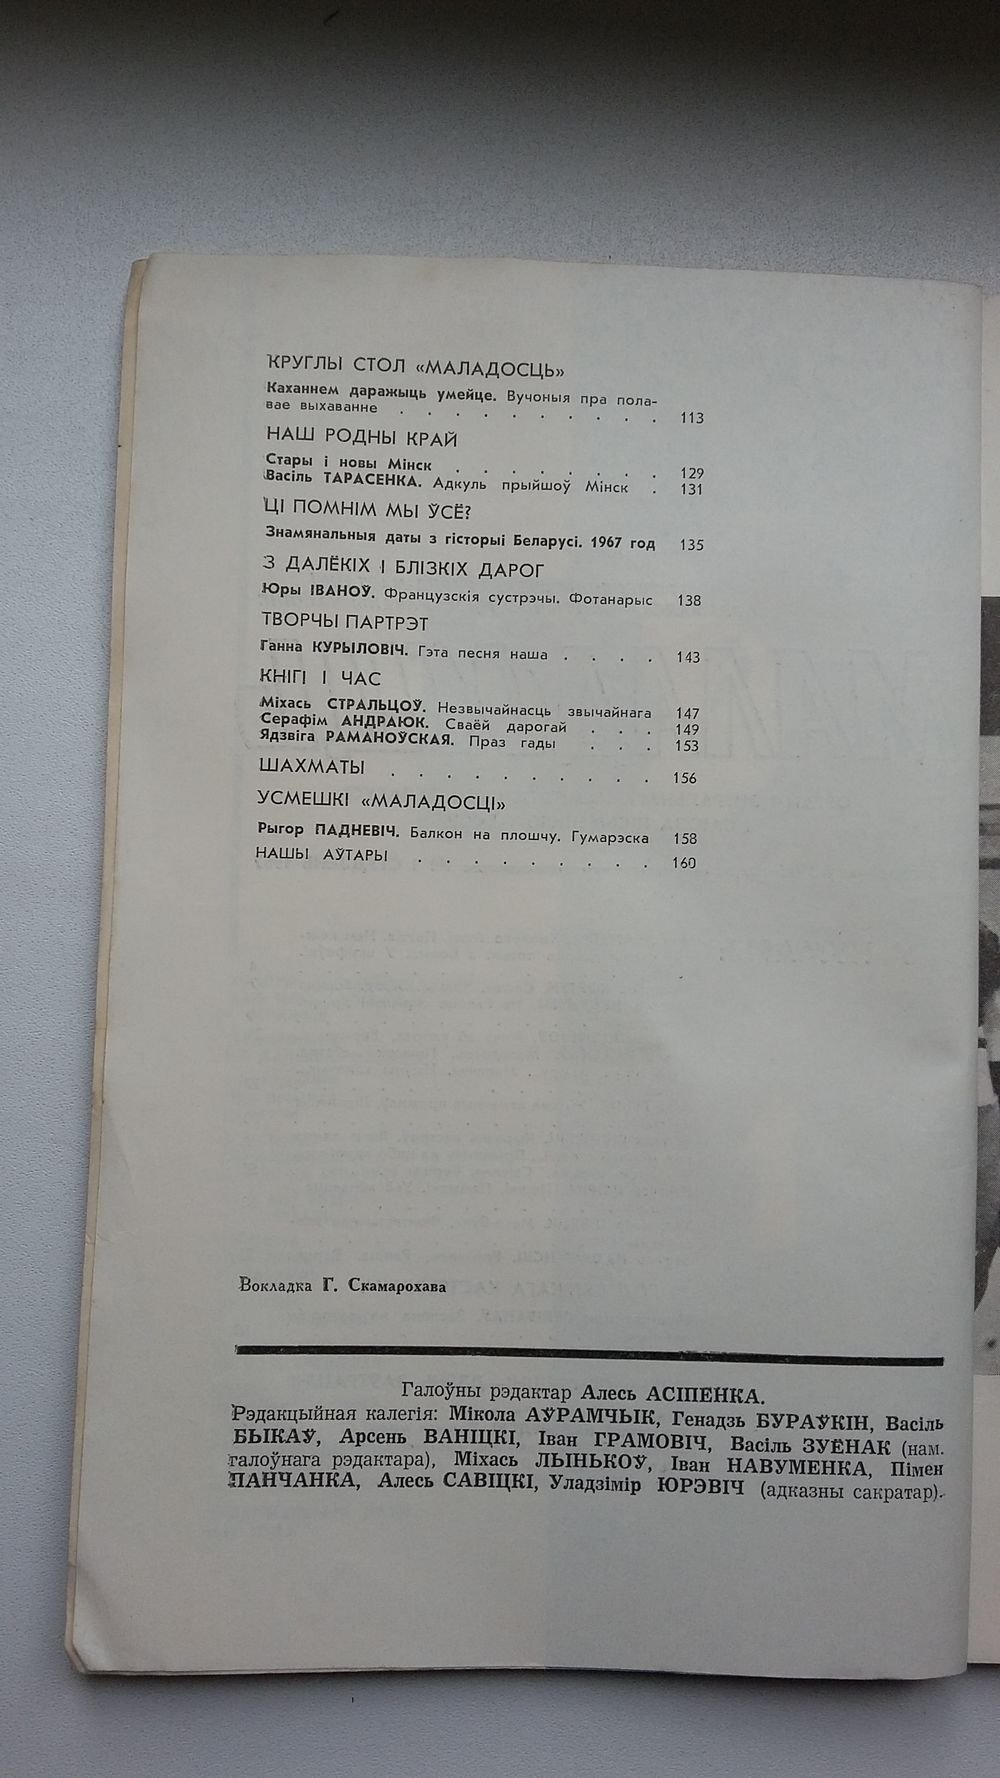 КРУГЛЫ СТОЛ «МАЛАДОСЦЬ»
Каханнем даражыць умейце. Вучоныя пра пола-
вае выхаванне . . . . . . . . . . 113
НАШ РОДНЫ КРАЙ
Стары і новы Мінск . . . . . . . . 129
Васіль ТАРАСЕНКА. Адкуль прыйшоў Мінск . 131
ЦІ ПОМНІМ МЫ ЎСЁ?
Знамянальныя даты з гісторыі Беларусі. 1967 год 135
З ДАЛЁКІХ І БЛІЗКІХ ДАРОГ
Юры ІВАНОЎ. Французскія сустрэчы. Фотанарыс 138
ТВОРЧЫ ПАРТРЭТ
Ганна КУРЫЛОВІЧ. Гэта песня наша . . . . 143
КНІГІ І ЧАС
Міхась СТРАЛЬЦОЎ. Незвычайнасць звычайнага 147
Серафім АНДРАЮК. Сваёй дарогай . . . 149
Ядзвіга РАМАНОЎСКАЯ. Праз гады . . . 153
ШАХМАТЫ . . . . . . . . . . 156
УСМЕШКІ «МАЛАДОСЦІ»
Рыгор ПАДНЕВІЧ. Балкон на плошчу. Гумарэска 158
НАШЫ АЎТАРЫ . . . . . . . . . 160
Вокладка Г. Скамарохава
Галоўны рэдактар Алесь АСІПЕНКА.
Рэдакцыйная калегія: Мікола АЎРАМЧЫК, Генадзь БУРАЎКІН, Васіль
БЫКАЎ, Арсень ВАНІЦКІ, Іван ГРАМОВІЧ, Васіль ЗУЁНАК (нам.
галоўнага рэдактара), Міхась ЛЫНЬКОЎ, Іван НАВУМЕНКА, Пімен
ПАНЧАНКА, Алесь САВІЦКІ, Уладзімір ЮРЭВІЧ (адказны сакратар).